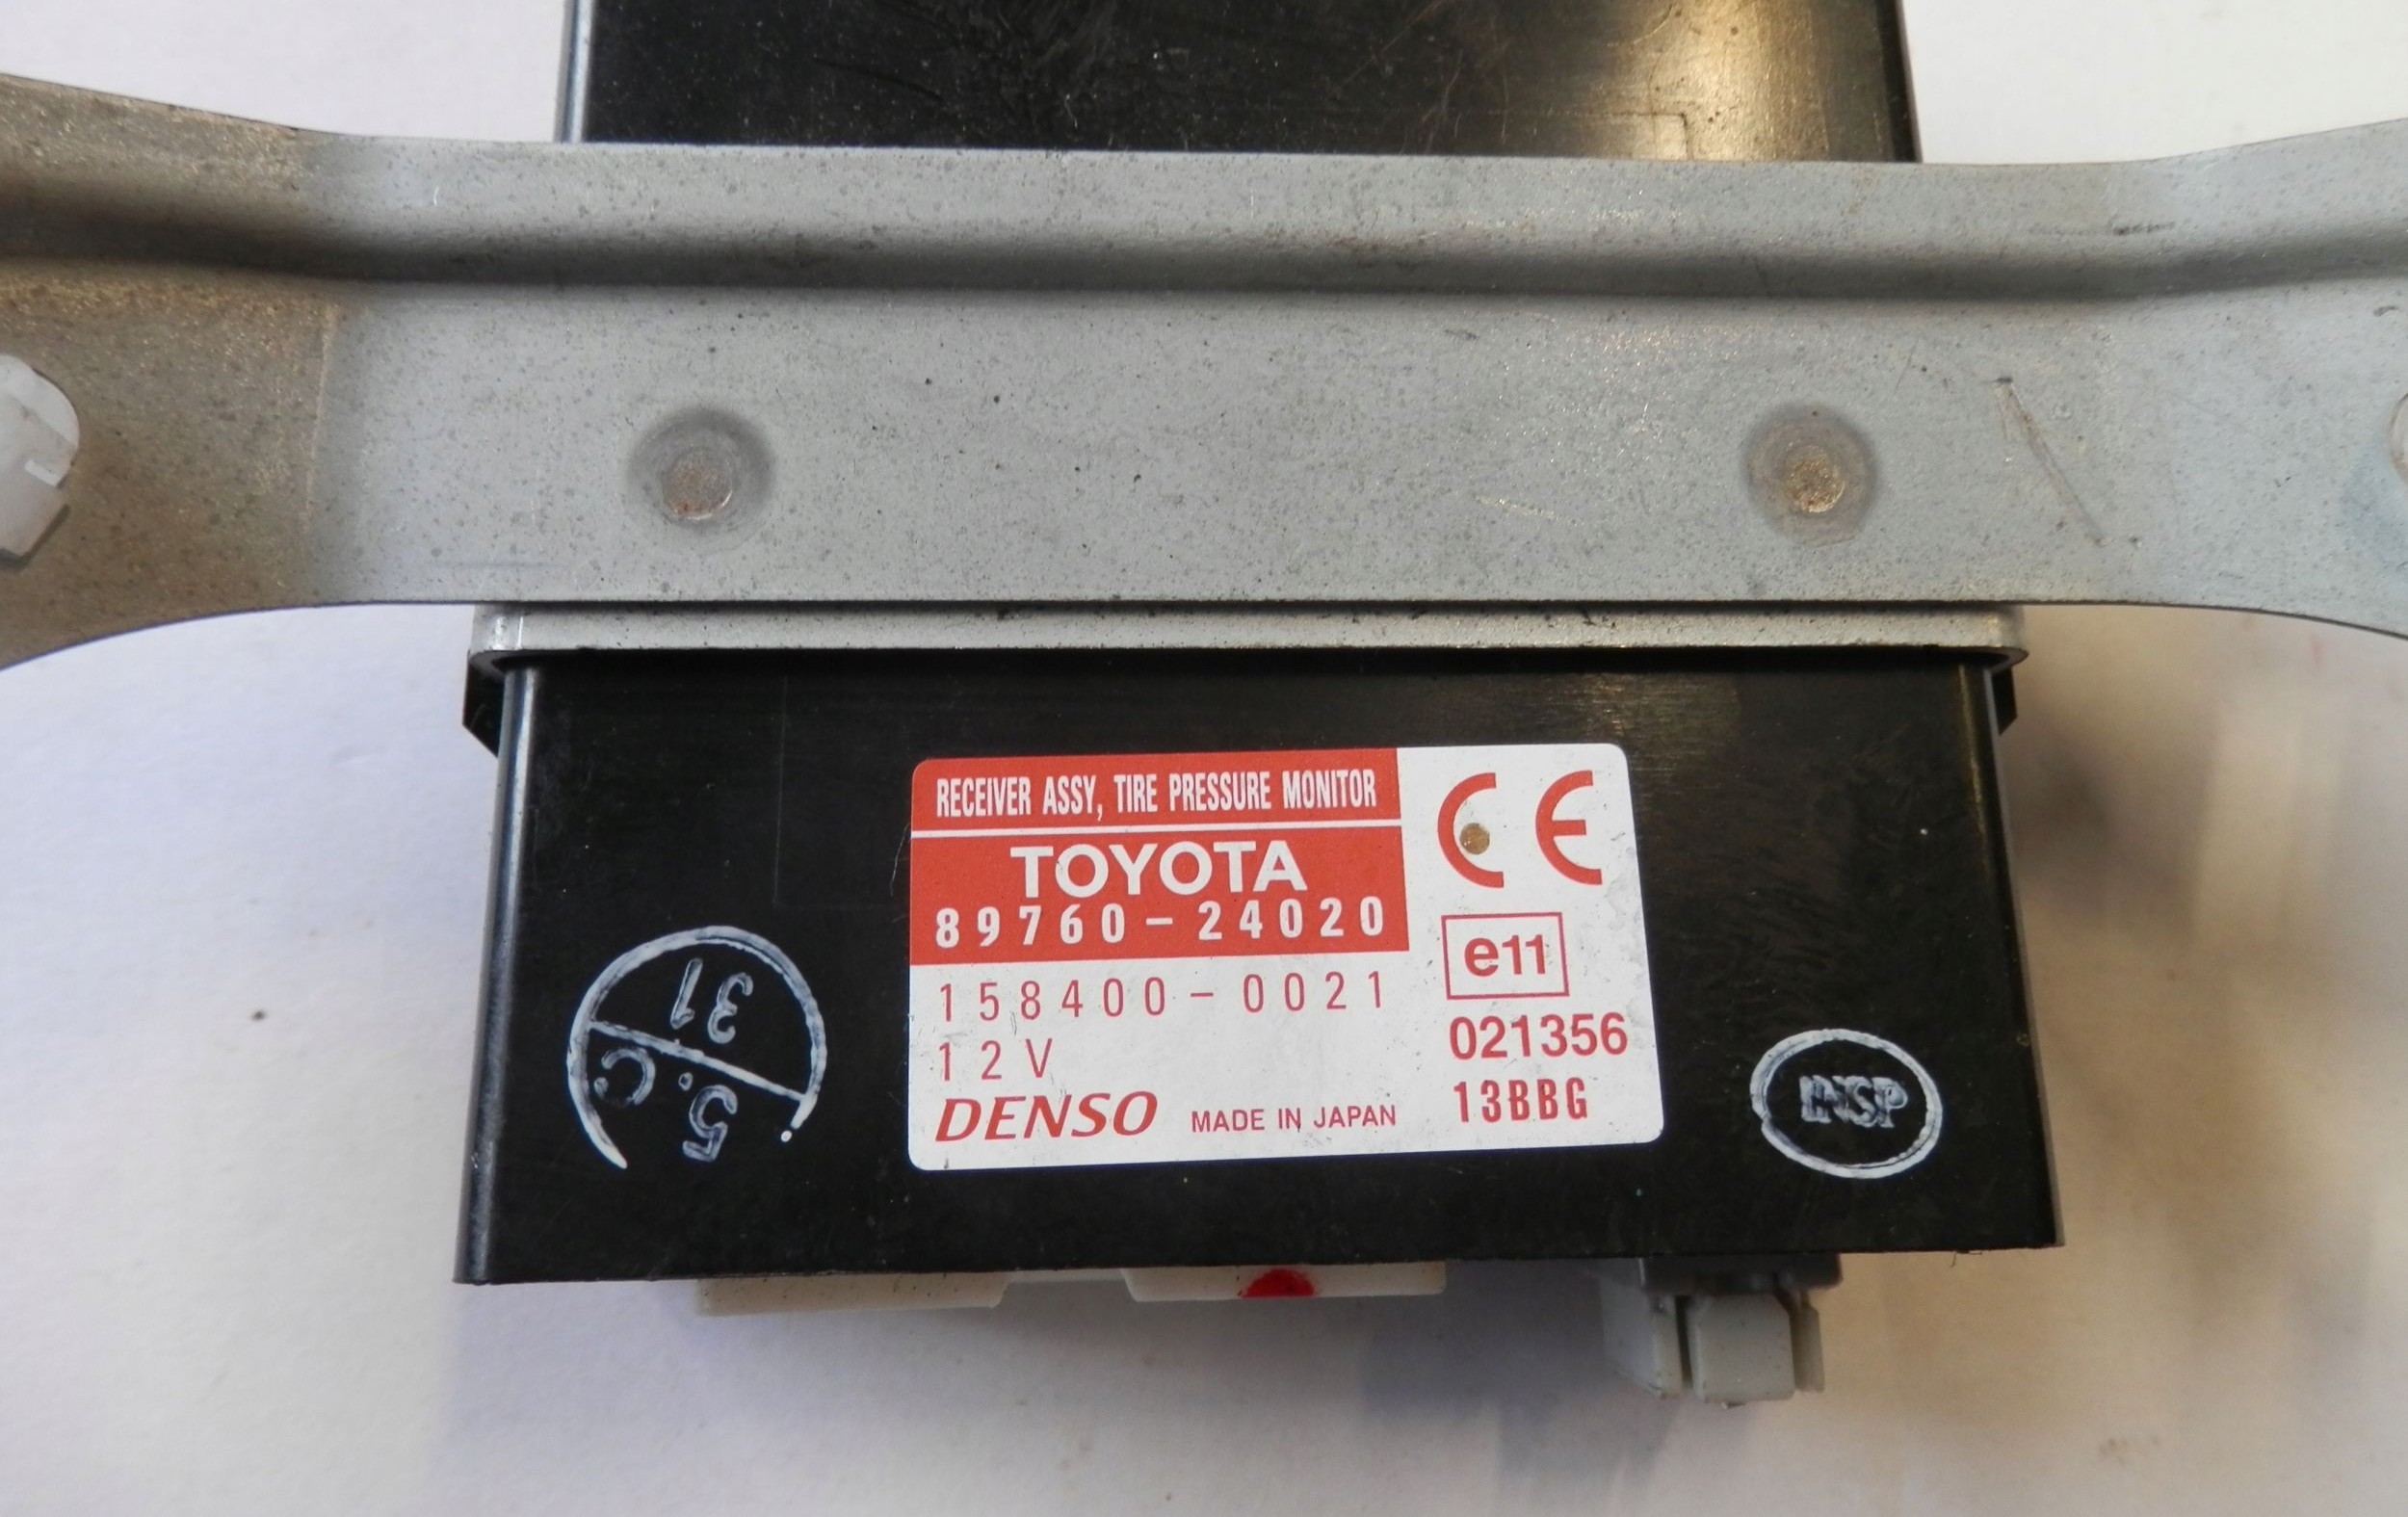 RECEIVER ASSY, TIRE PRESSURE MONITOR
TOYOTA
89760-24020
158400-0021
12V
DENSO MADE IN JAPAN
CE
e11
021356
13BBG
5.C.
31
INSP